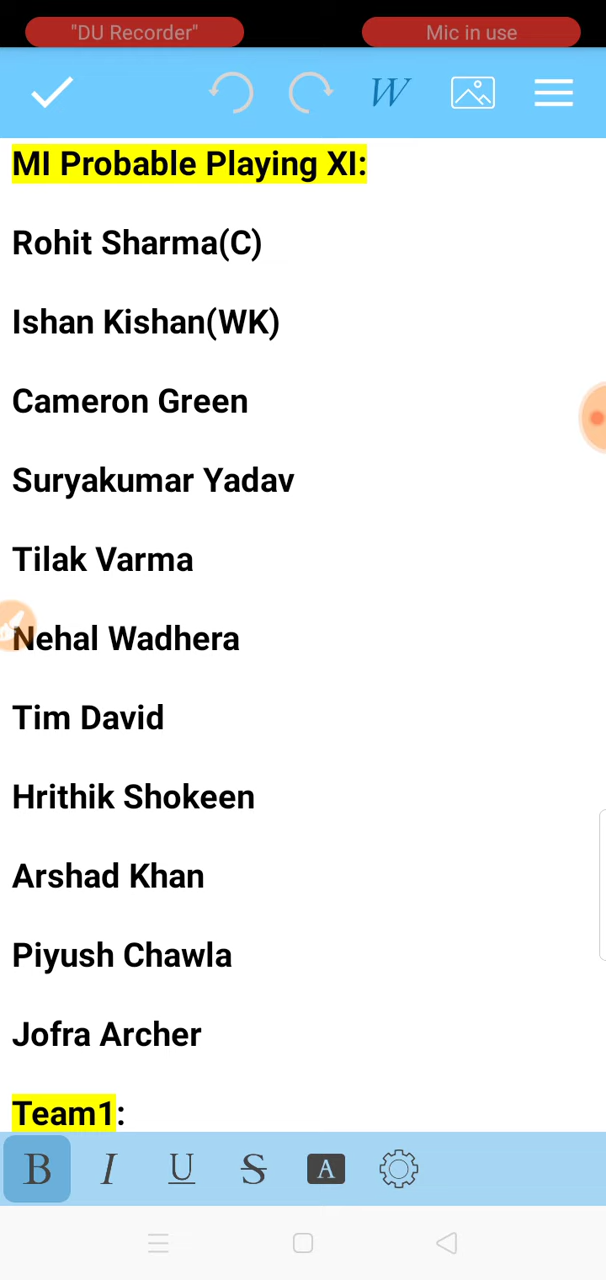 "DU Recorder" Mic in use
W
MI Probable Playing XI:
Rohit Sharma(C)
Ishan Kishan(WK)
Cameron Green
Suryakumar Yadav
Tilak Varma
Nehal Wadhera
Tim David
Hrithik Shokeen
Arshad Khan
Piyush Chawla
Jofra Archer
Team1:
B I U S A